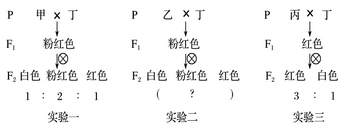 P 甲 × 丁 P 乙 × 丁 P 丙 × 丁
F₁ 粉红色 F₁ 粉红色 F₁ 红色
⊗ ⊗ ⊗
F₂ 白色 粉红色 红色 F₂ 白色 粉红色 红色 F₂ 红色 白色
1 : 2 : 1 ( ? ) 3 : 1
实验一 实验二 实验三